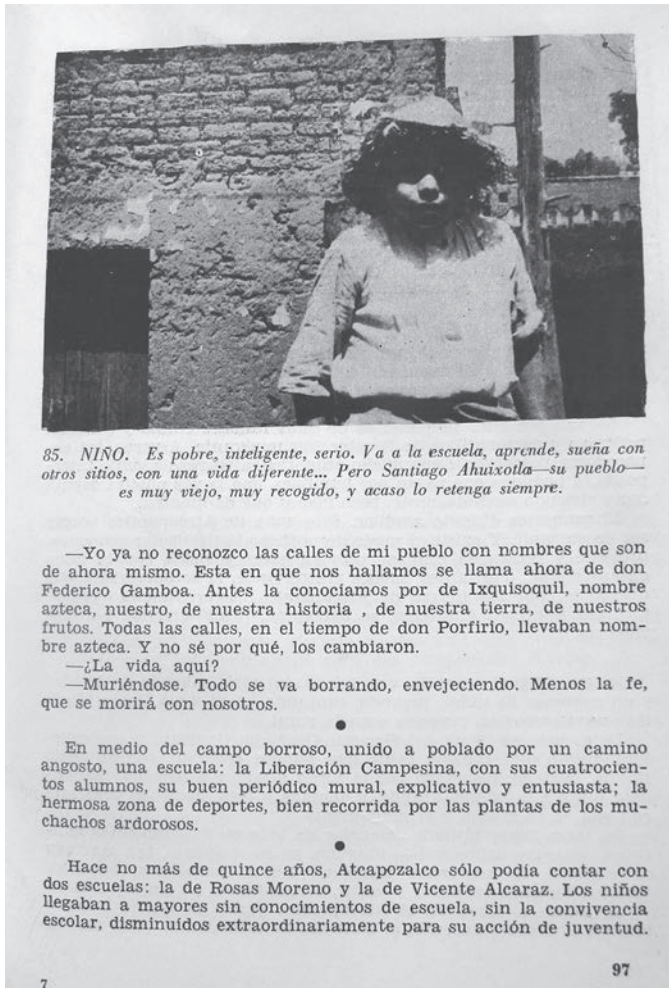 85. NIÑO. Es pobre, inteligente, serio. Va a la escuela, aprende, sueña con
otros sitios, con una vida diferente... Pero Santiago Ahuixotla—su pueblo—
es muy viejo, muy recogido, y acaso lo retenga siempre.
—Yo ya no reconozco las calles de mi pueblo con nombres que son
de ahora mismo. Esta en que nos hallamos se llama ahora de don
Federico Gamboa. Antes la conocíamos por de Ixquisoquil, nombre
azteca, nuestro, de nuestra historia , de nuestra tierra, de nuestros
frutos. Todas las calles, en el tiempo de don Porfirio, llevaban nom-
bre azteca. Y no sé por qué, los cambiaron.
—¿La vida aquí?
—Muriéndose. Todo se va borrando, envejeciendo. Menos la fe,
que se morirá con nosotros.
●
En medio del campo borroso, unido a poblado por un camino
angosto, una escuela: la Liberación Campesina, con sus cuatrocien-
tos alumnos, su buen periódico mural, explicativo y entusiasta; la
hermosa zona de deportes, bien recorrida por las plantas de los mu-
chachos ardorosos.
●
Hace no más de quince años, Atcapozalco sólo podía contar con
dos escuelas: la de Rosas Moreno y la de Vicente Alcaraz. Los niños
llegaban a mayores sin conocimientos de escuela, sin la convivencia
escolar, disminuídos extraordinariamente para su acción de juventud.
97
7